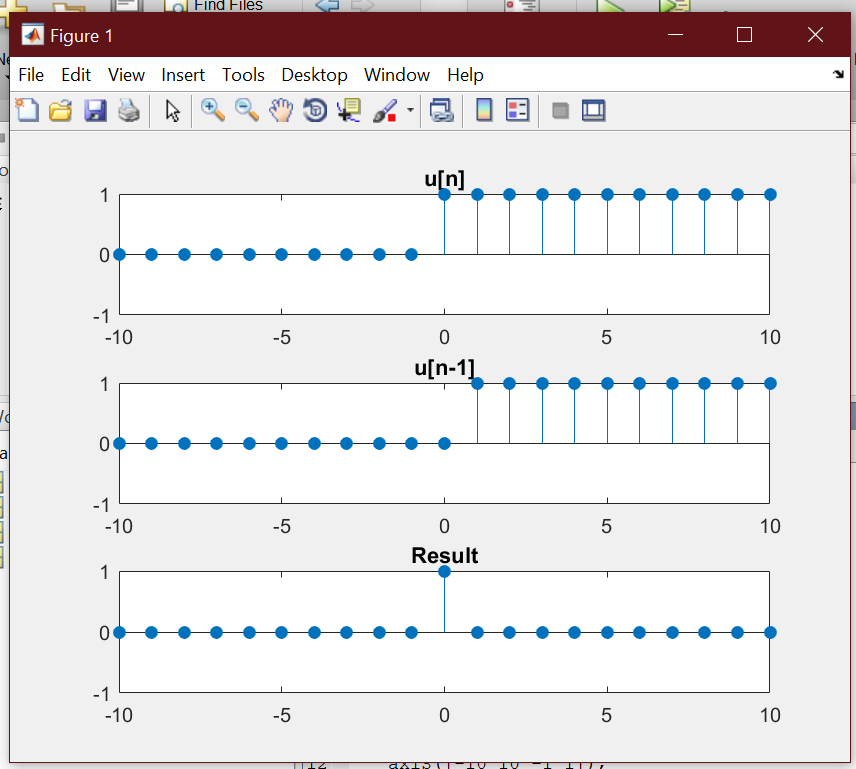 Find Files
Figure 1
File Edit View Insert Tools Desktop Window Help
u[n]
1
0
-1
-10 -5 0 5 10
u[n-1]
1
0
-1
-10 -5 0 5 10
Result
1
0
-1
-10 -5 0 5 10
12 axis([-10 10 -1 1]);